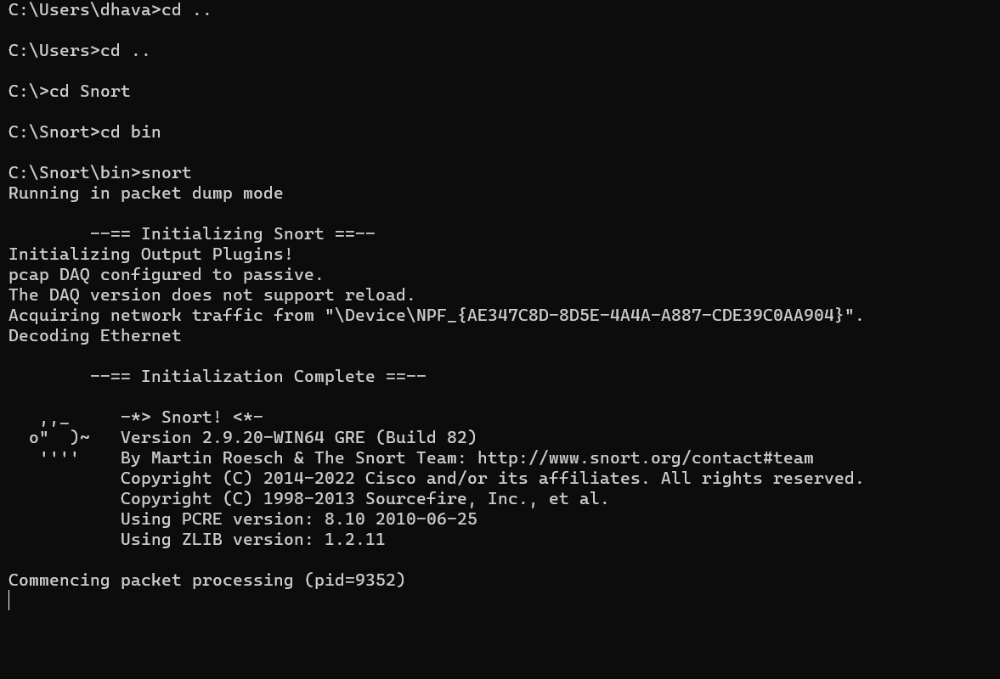 C:\Users\dhava>cd ..
C:\Users>cd ..
C:\>cd Snort
C:\Snort>cd bin
C:\Snort\bin>snort
Running in packet dump mode
--== Initializing Snort ==--
Initializing Output Plugins!
pcap DAQ configured to passive.
The DAQ version does not support reload.
Acquiring network traffic from "\Device\NPF_{AE347C8D-8D5E-4A4A-A887-CDE39C0AA904}".
Decoding Ethernet
--== Initialization Complete ==--
,,_ -*> Snort! <*-
o" )~ Version 2.9.20-WIN64 GRE (Build 82)
'''' By Martin Roesch & The Snort Team: http://www.snort.org/contact#team
Copyright (C) 2014-2022 Cisco and/or its affiliates. All rights reserved.
Copyright (C) 1998-2013 Sourcefire, Inc., et al.
Using PCRE version: 8.10 2010-06-25
Using ZLIB version: 1.2.11
Commencing packet processing (pid=9352)